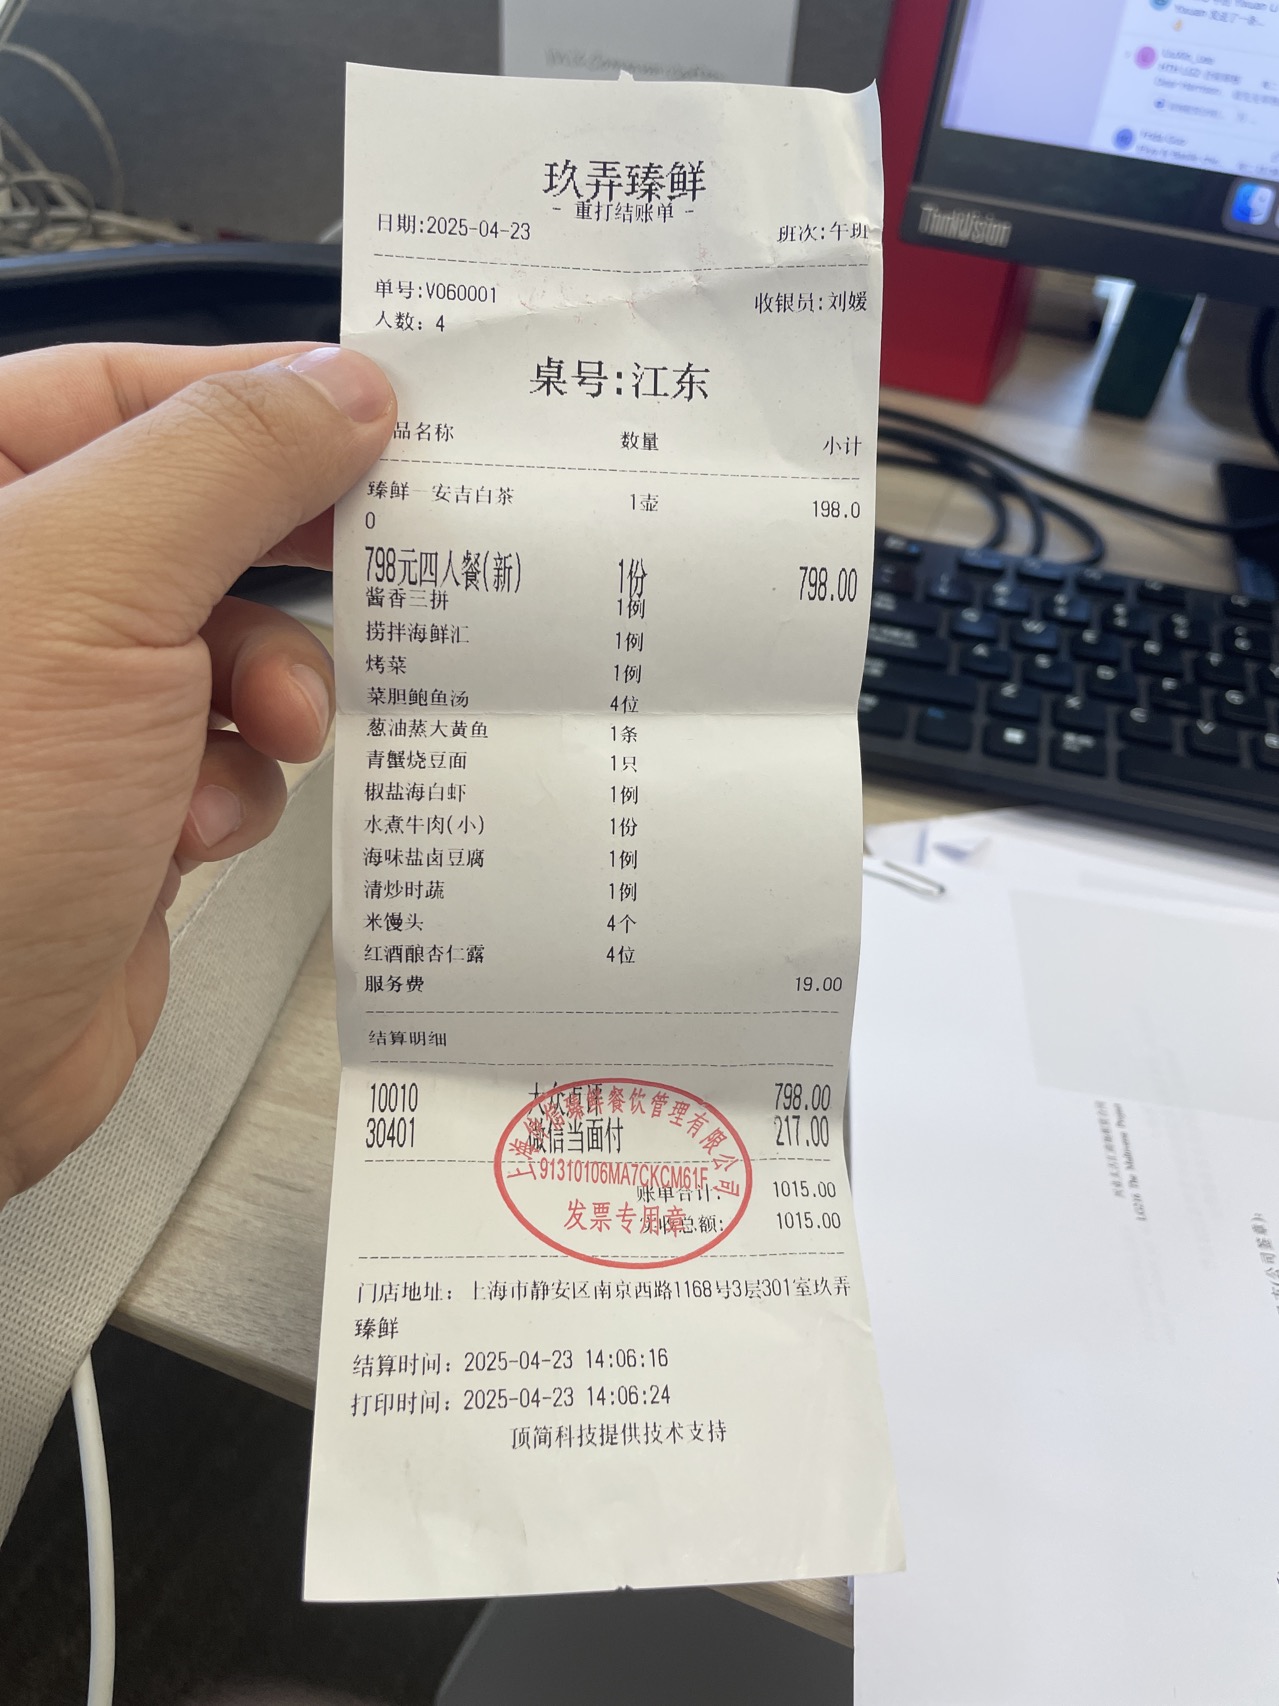 玖弄臻鲜
- 重打结账单 -
日期:2025-04-23 班次:午班
单号:V060001 收银员:刘媛
人数: 4
桌号:江东
品名称 数量 小计
臻鲜一安吉白茶 1壶 198.0
0
798元四人餐(新) 1份 798.00
酱香三拼 1例
捞拌海鲜汇 1例
烤菜 1例
菜胆鲍鱼汤 4位
葱油蒸大黄鱼 1条
青蟹烧豆面 1只
椒盐海白虾 1例
水煮牛肉(小) 1份
海味盐卤豆腐 1例
清炒时蔬 1例
米馒头 4个
红酒酿杏仁露 4位
服务费 19.00
结算明细
10010 大众点评 798.00
30401 微信当面付 217.00
账单合计: 1015.00
实收总额: 1015.00
91310106MA7CKCM61F
发票专用章
门店地址: 上海市静安区南京西路1168号3层301室玖弄
臻鲜
结算时间: 2025-04-23 14:06:16
打印时间: 2025-04-23 14:06:24
顶简科技提供技术支持
ThinkVision